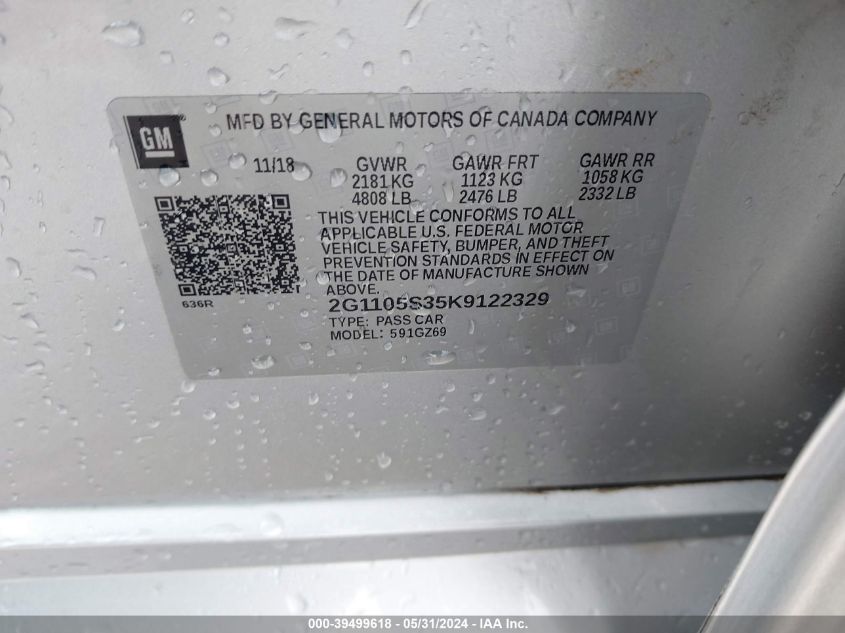 GM
MFD BY GENERAL MOTORS OF CANADA COMPANY
11/18 GVWR GAWR FRT GAWR RR
2181 KG 1123 KG 1058 KG
4808 LB 2476 LB 2332 LB
THIS VEHICLE CONFORMS TO ALL
APPLICABLE U.S. FEDERAL MOTOR
VEHICLE SAFETY, BUMPER, AND THEFT
PREVENTION STANDARDS IN EFFECT ON
THE DATE OF MANUFACTURE SHOWN
ABOVE.
636R
2G1105S35K9122329
TYPE: PASS CAR
MODEL: 591GZ69
000-39499618 - 05/31/2024 - IAA Inc.